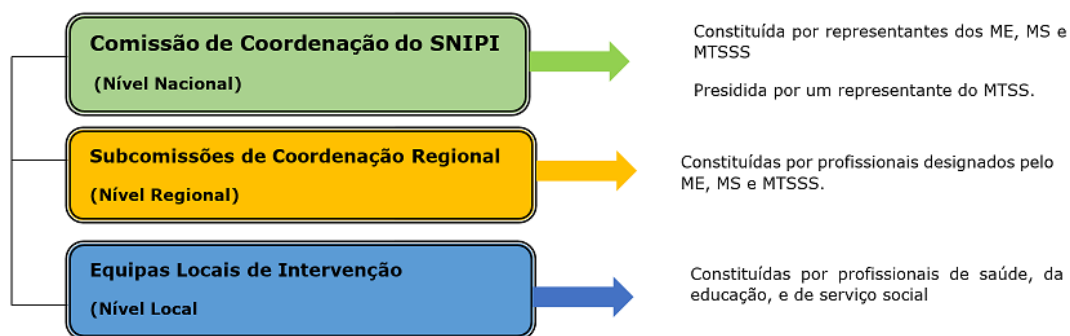 Comissão de Coordenação do SNIPI
(Nível Nacional)
Constituída por representantes dos ME, MS e
MTSSS
Presidida por um representante do MTSS.
Subcomissões de Coordenação Regional
(Nível Regional)
Constituídas por profissionais designados pelo
ME, MS e MTSSS.
Equipas Locais de Intervenção
(Nível Local
Constituídas por profissionais de saúde, da
educação, e de serviço social